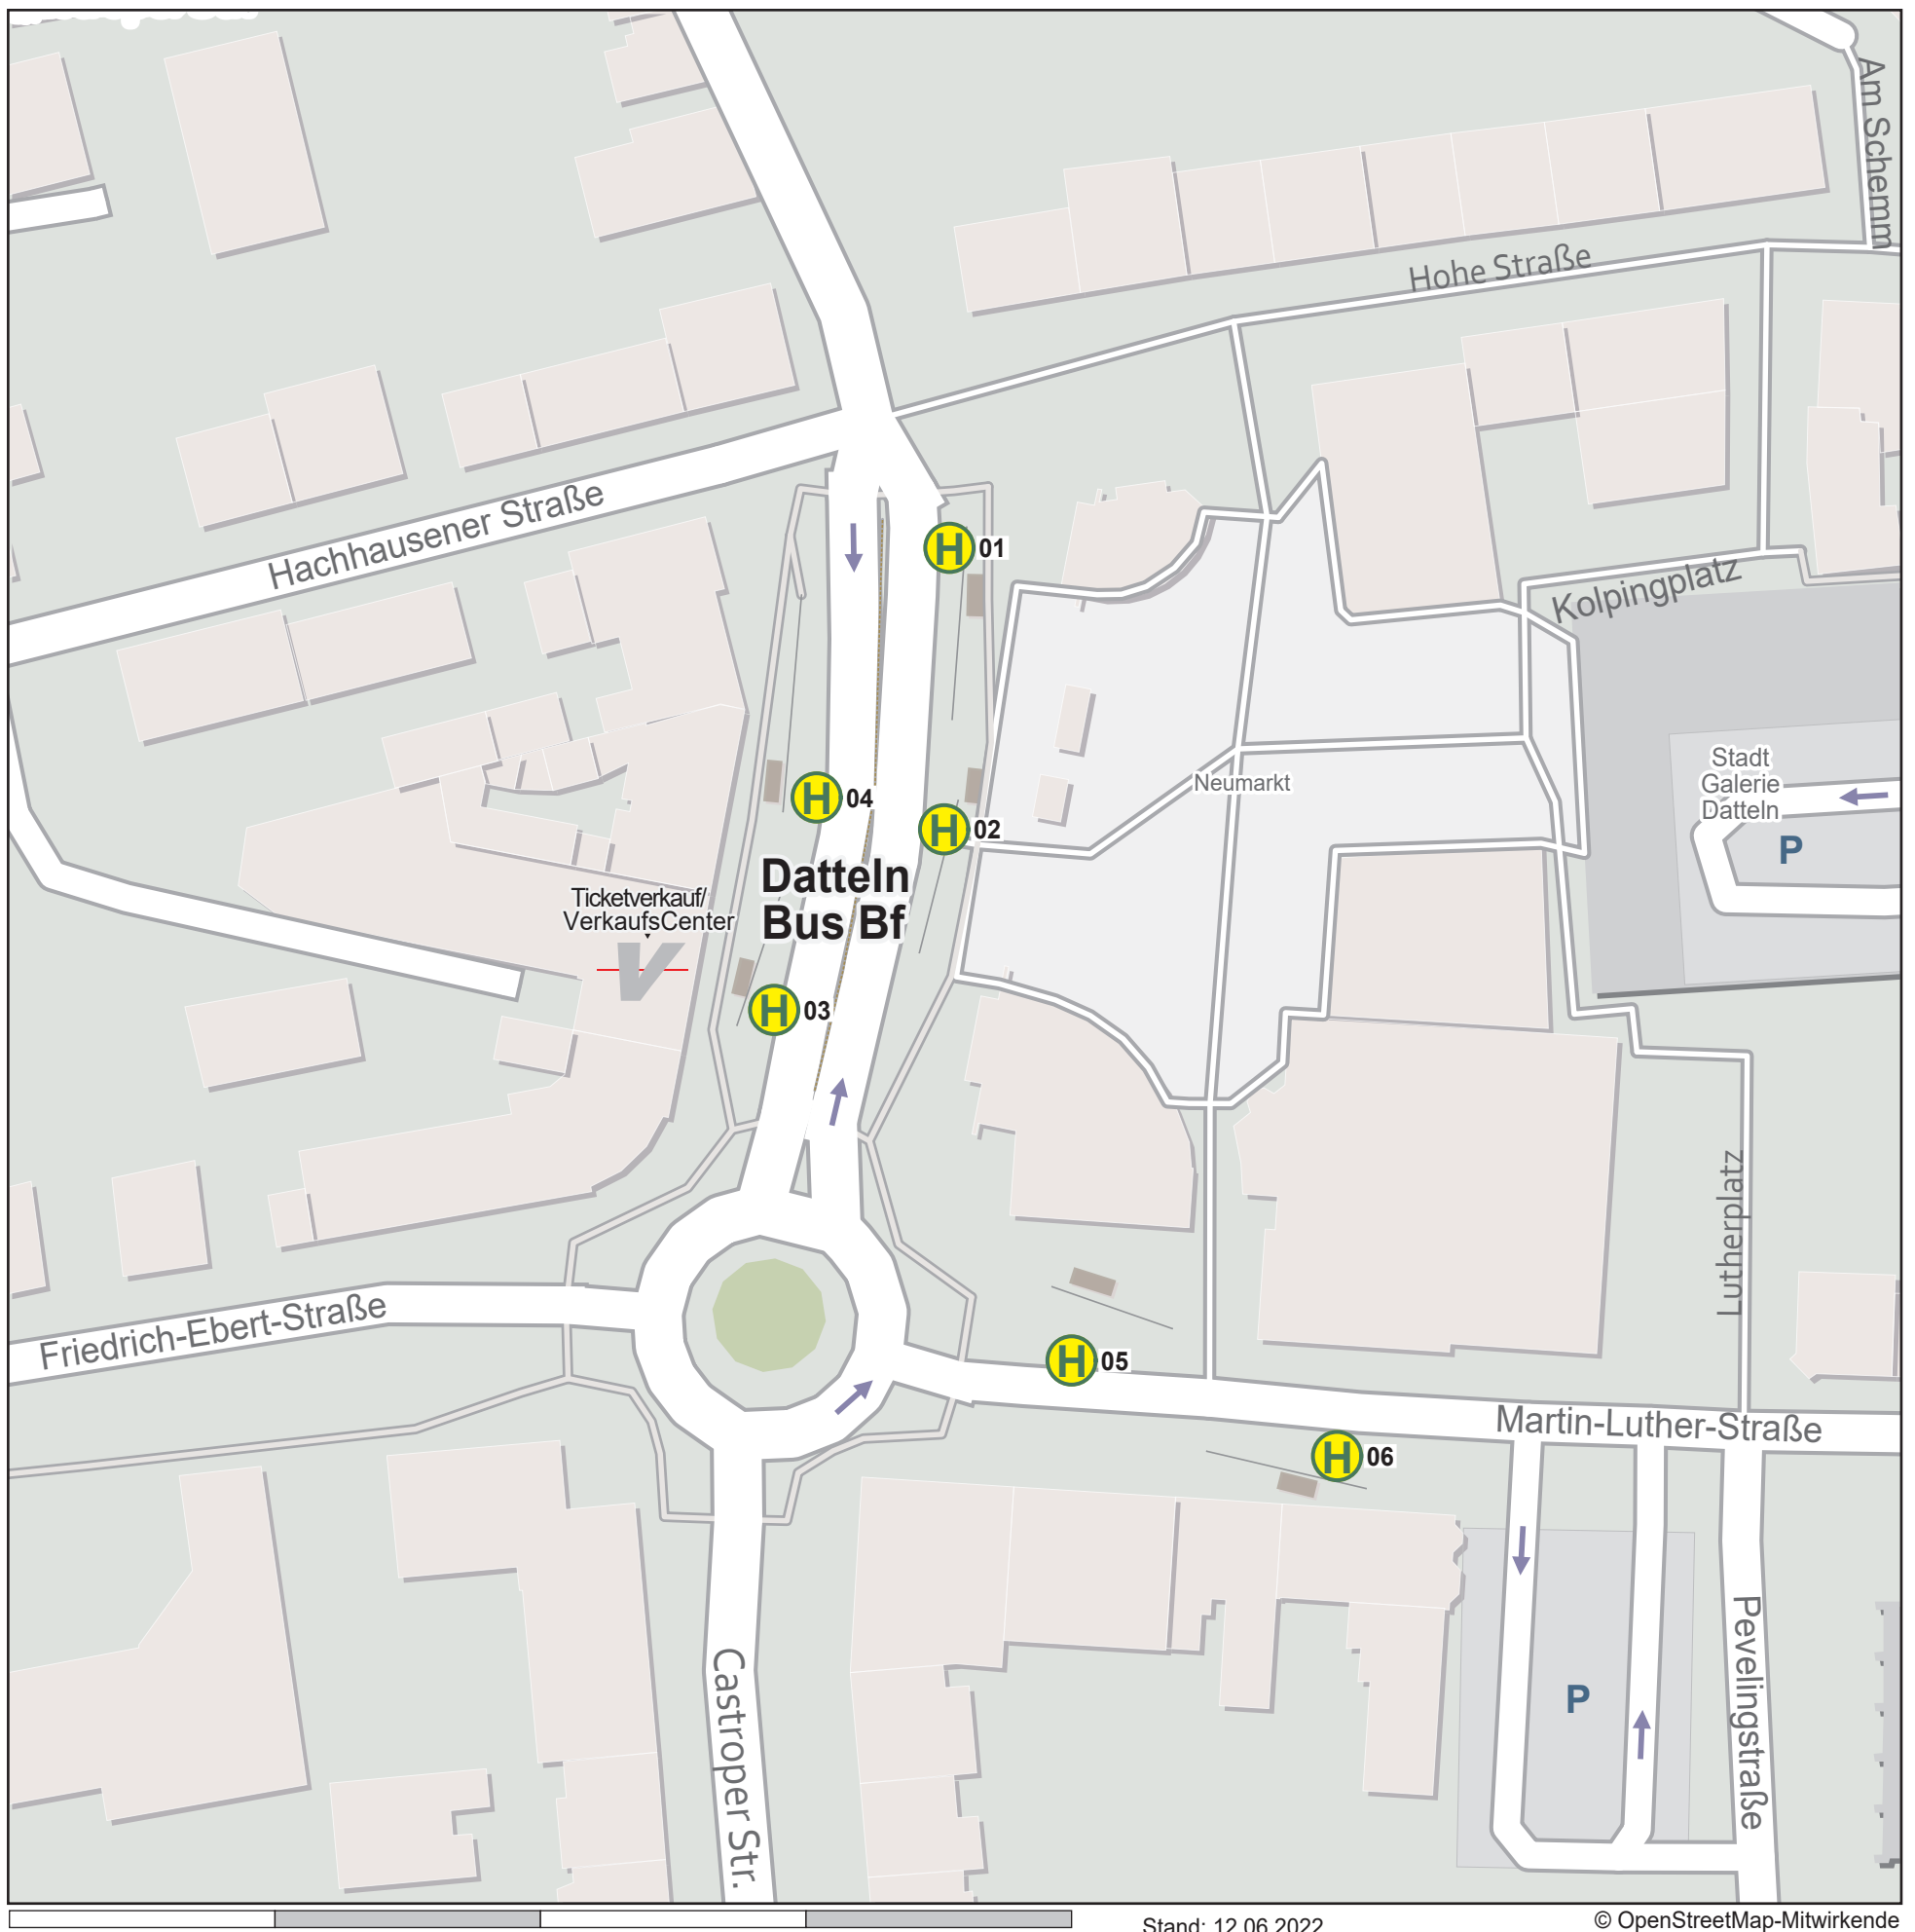 Am Schemm
Hohe Straße
Hachhausener Straße
H 01
Kolpingplatz
Stadt
Galerie
Datteln
P
Neumarkt
H 04
H 02
Datteln
Bus Bf
Ticketverkauf/
VerkaufsCenter
V
H 03
Lutherplatz
Friedrich-Ebert-Straße
H 05
Martin-Luther-Straße
H 06
Pevelingstraße
P
Castroper Str.
Stand: 12.06.2022
© OpenStreetMap-Mitwirkende